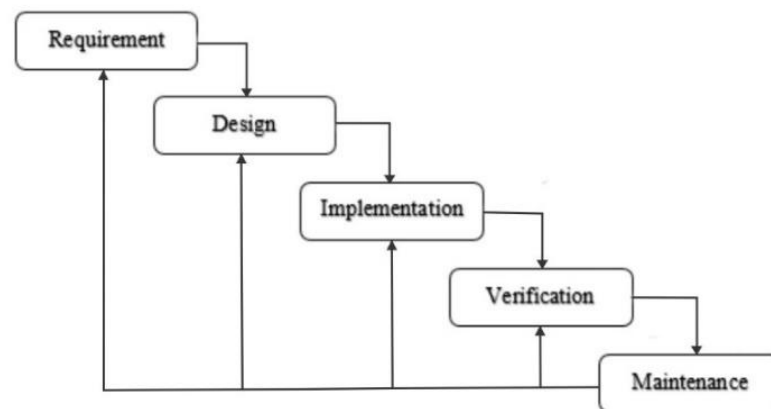 Requirement
Design
Implementation
Verification
Maintenance